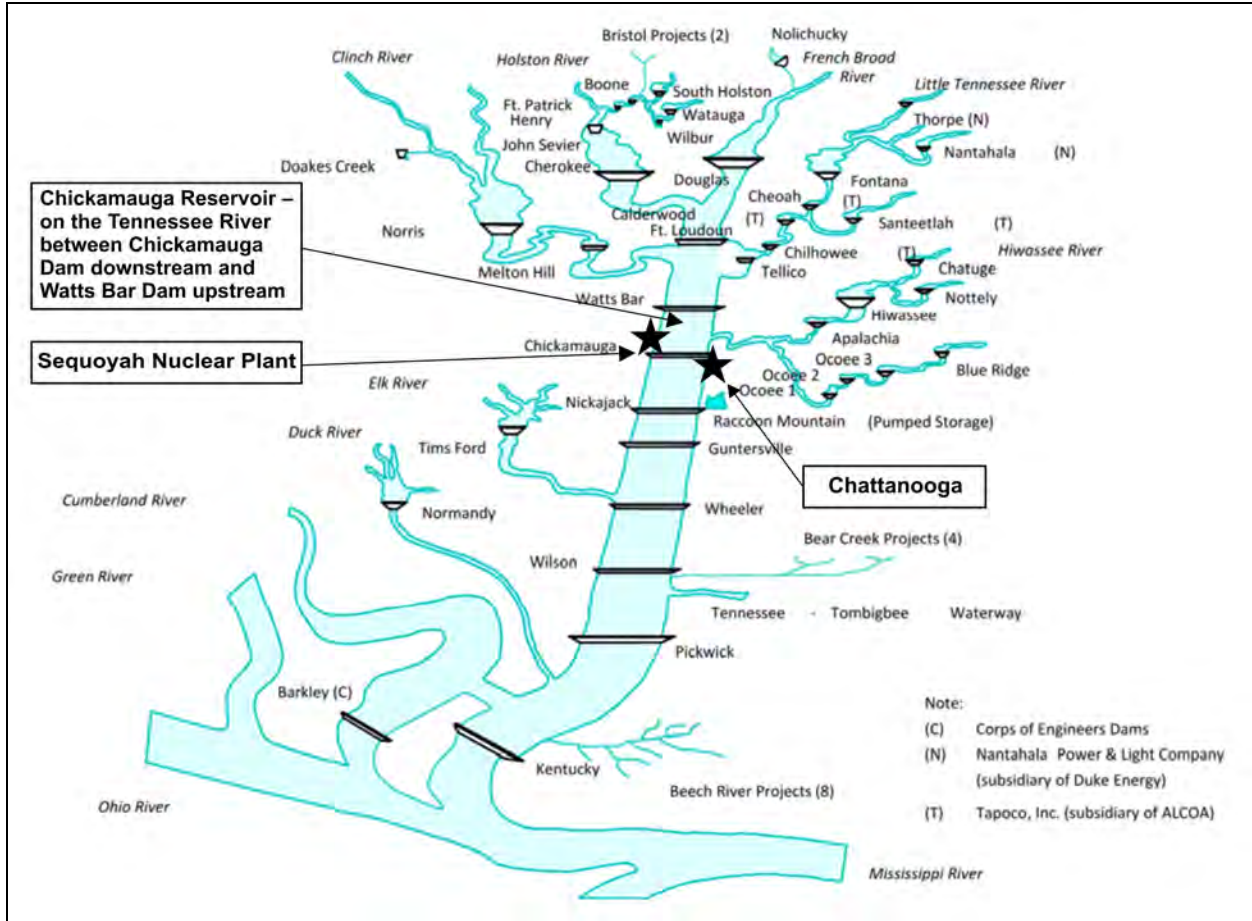 Bristol Projects (2)
Nolichucky
Clinch River
Holston River
French Broad
River
Boone
South Holston
Little Tennessee River
Ft. Patrick
Henry
Watauga
Thorpe (N)
Wilbur
John Sevier
Nantahala (N)
Doakes Creek
Cherokee
Douglas
Fontana
(T)
Cheoah
(T)
Calderwood
Santeetlah (T)
Chickamauga Reservoir –
on the Tennessee River
between Chickamauga
Dam downstream and
Watts Bar Dam upstream
Norris
Ft. Loudoun
Chilhowee
(T)
Hiwassee River
Melton Hill
Tellico
Chatuge
Nottely
Watts Bar
Hiwassee
Apalachia
Chickamauga
Sequoyah Nuclear Plant
Ocoee 3
Ocoee 2
Blue Ridge
Ocoee 1
Elk River
Nickajack
Raccoon Mountain (Pumped Storage)
Duck River
Tims Ford
Guntersville
Chattanooga
Cumberland River
Normandy
Wheeler
Bear Creek Projects (4)
Green River
Wilson
Tennessee - Tombigbee Waterway
Pickwick
Barkley (C)
Kentucky
Beech River Projects (8)
Ohio River
Mississippi River
Note:
(C) Corps of Engineers Dams
(N) Nantahala Power & Light Company
(subsidiary of Duke Energy)
(T) Tapoco, Inc. (subsidiary of ALCOA)